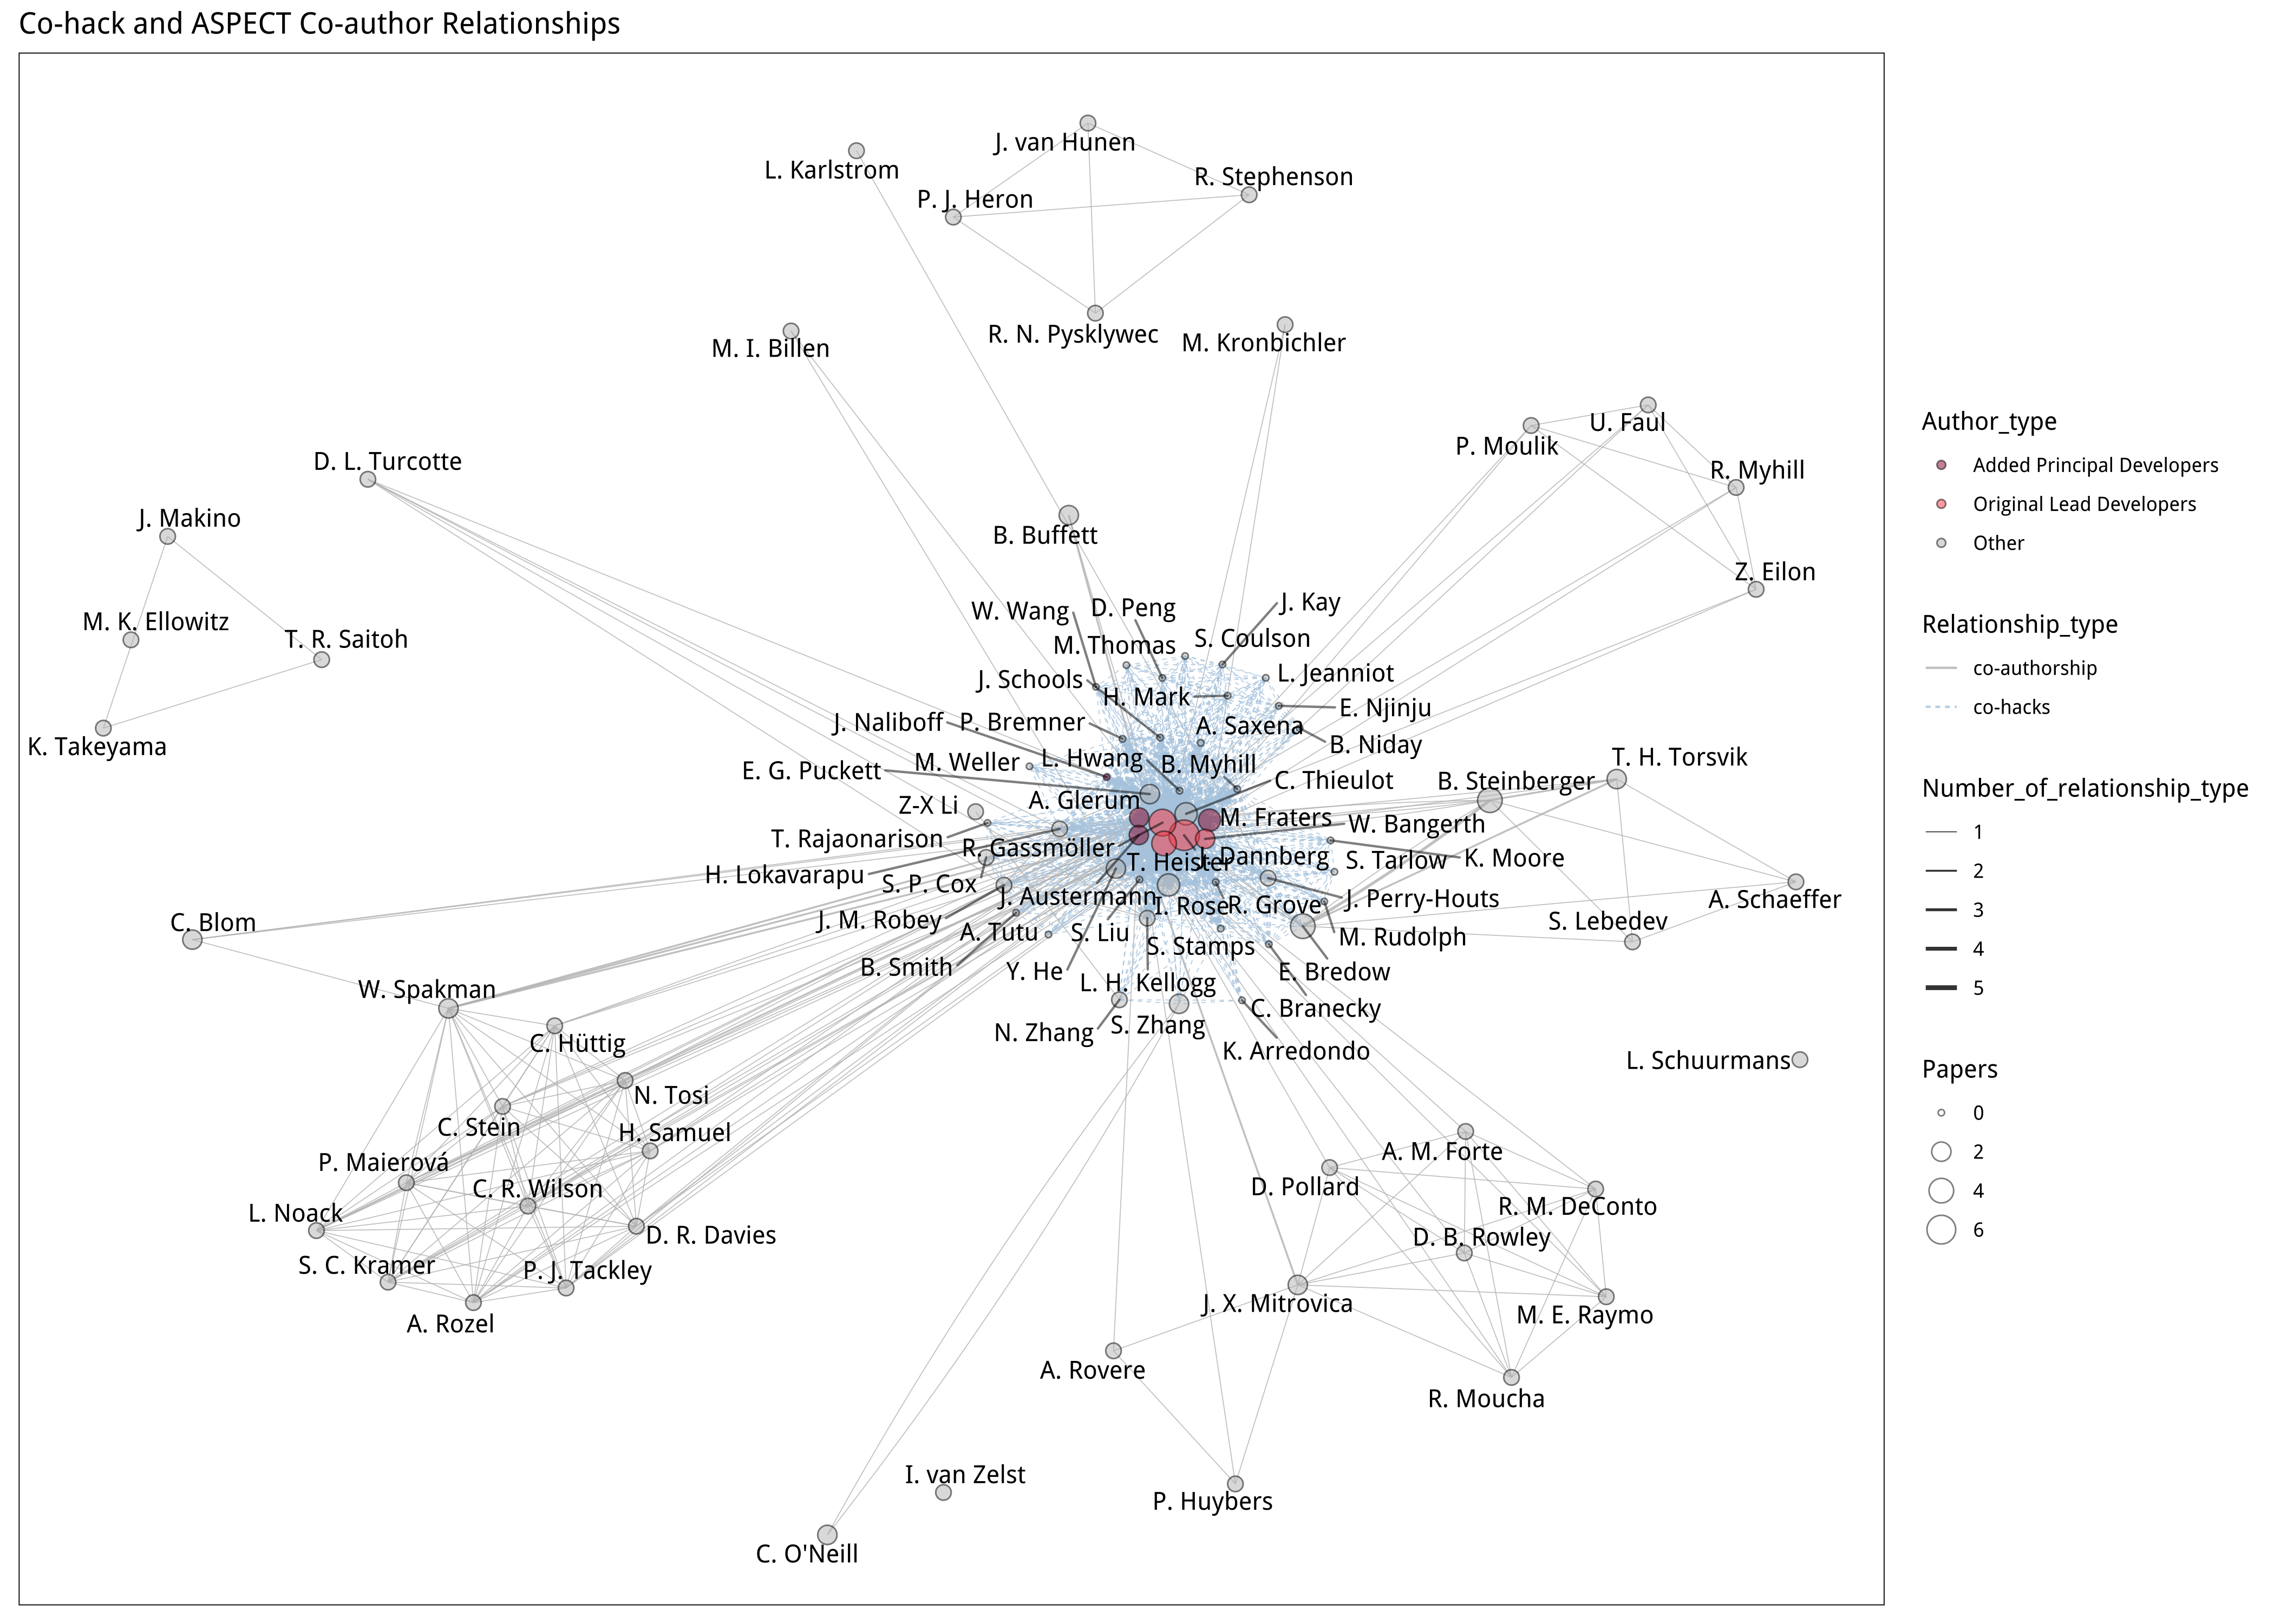 Co-hack and ASPECT Co-author Relationships
J. van Hunen
L. Karlstrom
R. Stephenson
P. J. Heron
R. N. Pysklywec
M. Kronbichler
M. I. Billen
U. Faul
P. Moulik
D. L. Turcotte
R. Myhill
J. Makino
B. Buffett
Z. Eilon
W. Wang
D. Peng
J. Kay
M. K. Ellowitz
T. R. Saitoh
M. Thomas
S. Coulson
J. Schools
L. Jeanniot
H. Mark
E. Njinju
J. Naliboff
P. Bremner
A. Saxena
B. Niday
K. Takeyama
M. Weller
L. Hwang
B. Myhill
T. H. Torsvik
E. G. Puckett
C. Thieulot
B. Steinberger
Z-X Li
A. Glerum
M. Fraters
W. Bangerth
T. Rajaonarison
R. Gassmöller
J. Dannberg
K. Moore
T. Heister
S. Tarlow
H. Lokavarapu
S. P. Cox
J. Austermann
J. Perry-Houts
A. Schaeffer
I. Rose
R. Grove
C. Blom
J. M. Robey
A. Tutu
S. Liu
S. Stamps
M. Rudolph
S. Lebedev
B. Smith
Y. He
E. Bredow
W. Spakman
L. H. Kellogg
C. Branecky
N. Zhang
S. Zhang
C. Hüttig
K. Arredondo
L. Schuurmans
N. Tosi
C. Stein
H. Samuel
A. M. Forte
P. Maierová
D. Pollard
C. R. Wilson
R. M. DeConto
L. Noack
D. R. Davies
D. B. Rowley
S. C. Kramer
P. J. Tackley
J. X. Mitrovica
M. E. Raymo
A. Rozel
A. Rovere
R. Moucha
I. van Zelst
P. Huybers
C. O'Neill
Author_type
Added Principal Developers
Original Lead Developers
Other
Relationship_type
co-authorship
co-hacks
Number_of_relationship_type
1
2
3
4
5
Papers
0
2
4
6